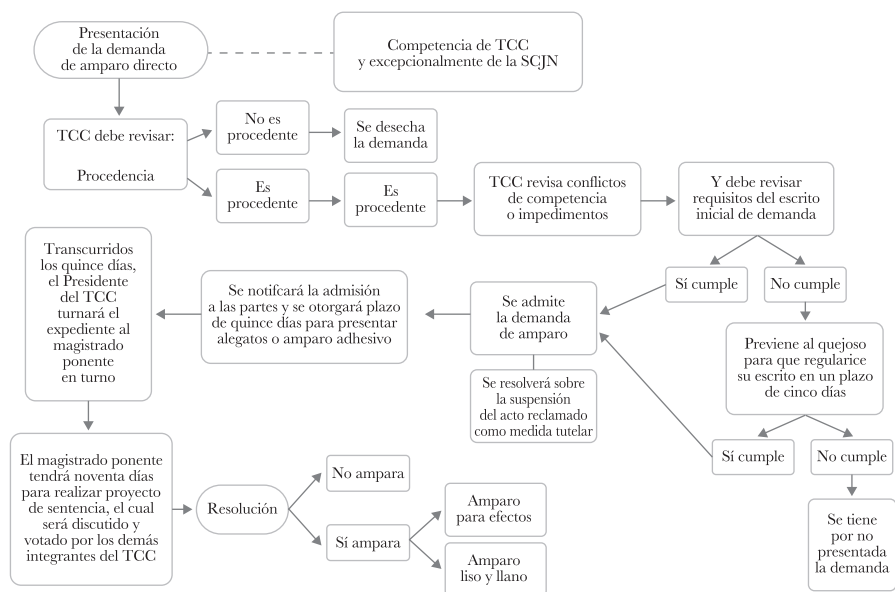 Presentación
de la demanda
de amparo directo
Competencia de TCC
y excepcionalmente de la SCJN
TCC debe revisar:
Procedencia
No es
procedente
Se desecha
la demanda
Es
procedente
Es
procedente
TCC revisa conflictos
de competencia
o impedimentos
Y debe revisar
requisitos del escrito
inicial de demanda
Sí cumple
No cumple
Previene al quejoso
para que regularice
su escrito en un plazo
de cinco días
Sí cumple
No cumple
Se tiene
por no
presentada
la demanda
Se admite
la demanda
de amparo
Se resolverá sobre
la suspensión
del acto reclamado
como medida tutelar
Se notifcará la admisión
a las partes y se otorgará plazo
de quince días para presentar
alegatos o amparo adhesivo
Transcurridos
los quince días,
el Presidente
del TCC
turnará el
expediente al
magistrado
ponente
en turno
El magistrado ponente
tendrá noventa días
para realizar proyecto
de sentencia, el cual
será discutido y
votado por los demás
integrantes del TCC
Resolución
No ampara
Sí ampara
Amparo
para efectos
Amparo
liso y llano